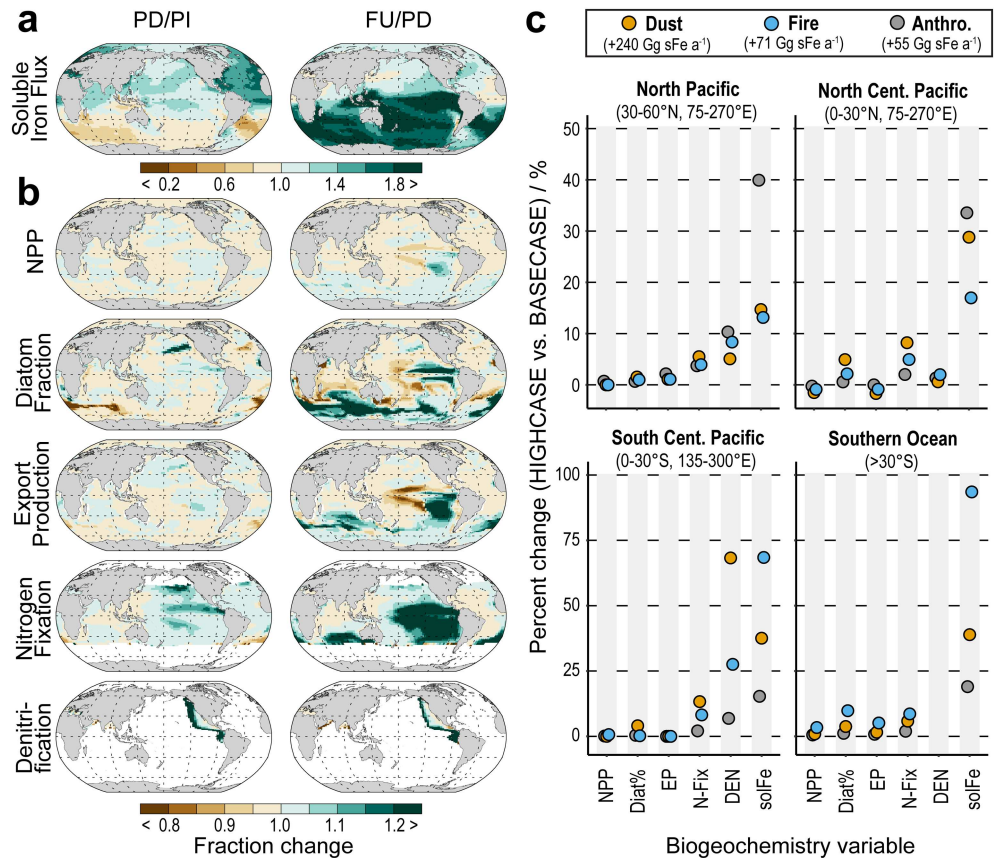 a
PD/PI
FU/PD
Soluble
Iron Flux
< 0.2 0.6 1.0 1.4 1.8 >
b
NPP
Diatom
Fraction
Export
Production
Nitrogen
Fixation
Denitri-
fication
< 0.8 0.9 1.0 1.1 1.2 >
Fraction change
c
Dust Fire Anthro.
(+240 Gg sFe a⁻¹) (+71 Gg sFe a⁻¹) (+55 Gg sFe a⁻¹)
Percent change (HIGHCASE vs. BASECASE) / %
North Pacific
(30-60°N, 75-270°E)
North Cent. Pacific
(0-30°N, 75-270°E)
50
40
30
20
10
0
South Cent. Pacific
(0-30°S, 135-300°E)
Southern Ocean
(>30°S)
100
75
50
25
0
NPP Diat% EP N-Fix DEN solFe
NPP Diat% EP N-Fix DEN solFe
Biogeochemistry variable